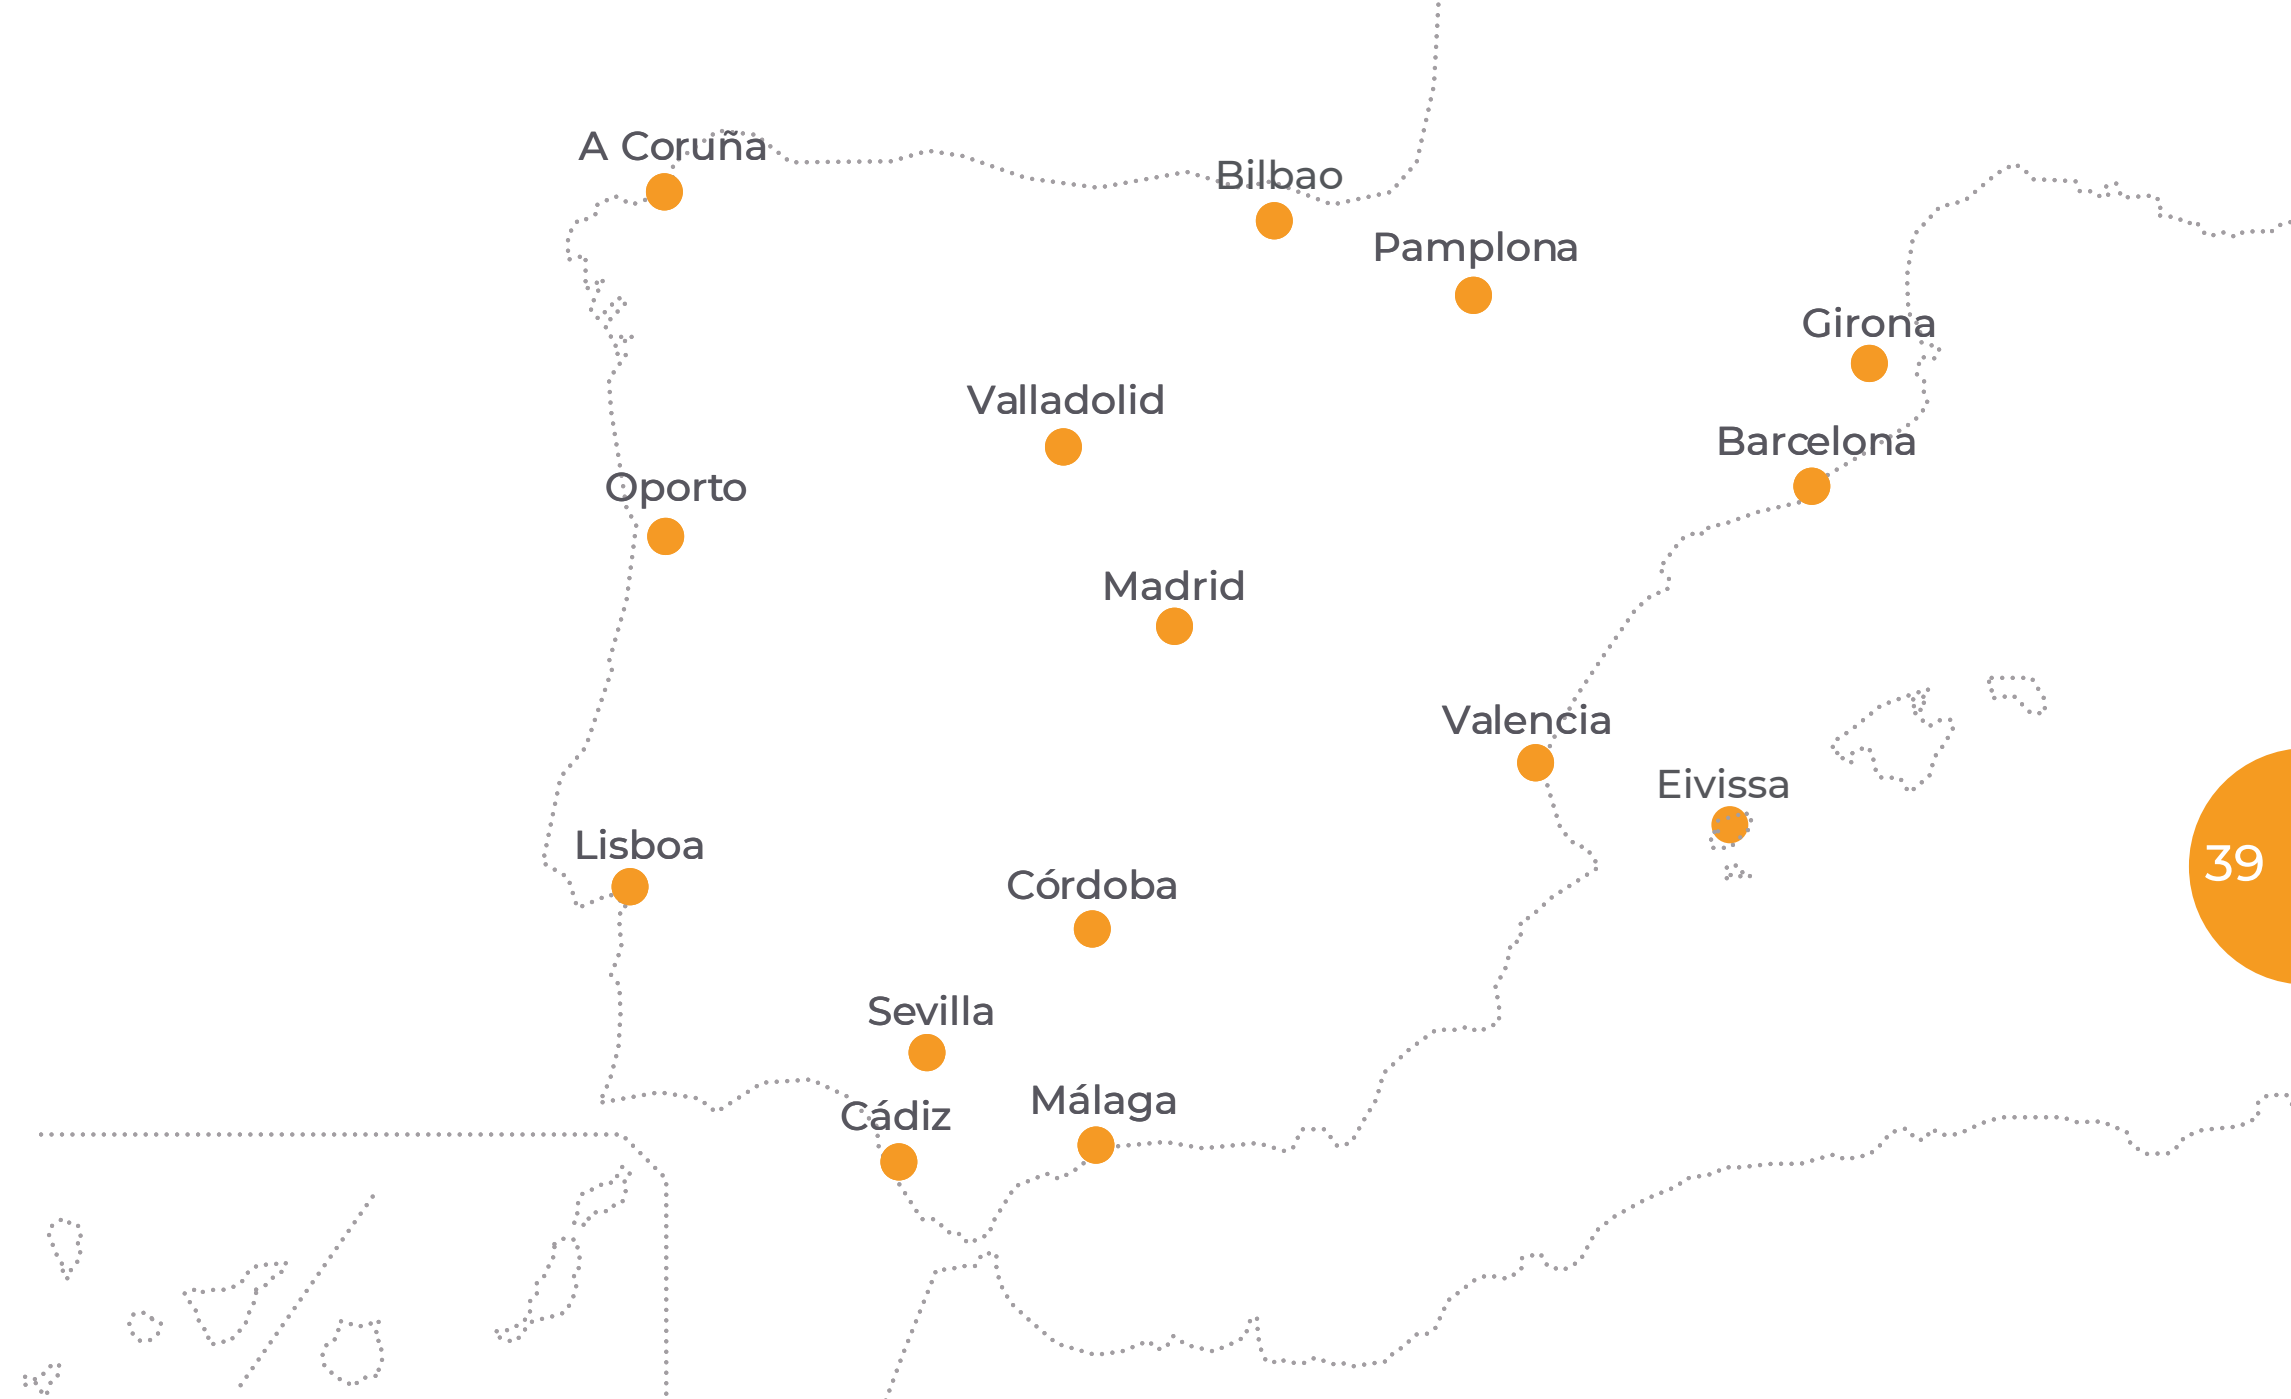 A Coruña
Bilbao
Pamplona
Girona
Valladolid
Barcelona
Oporto
Madrid
Valencia
Eivissa
Lisboa
39
Córdoba
Sevilla
Málaga
Cádiz